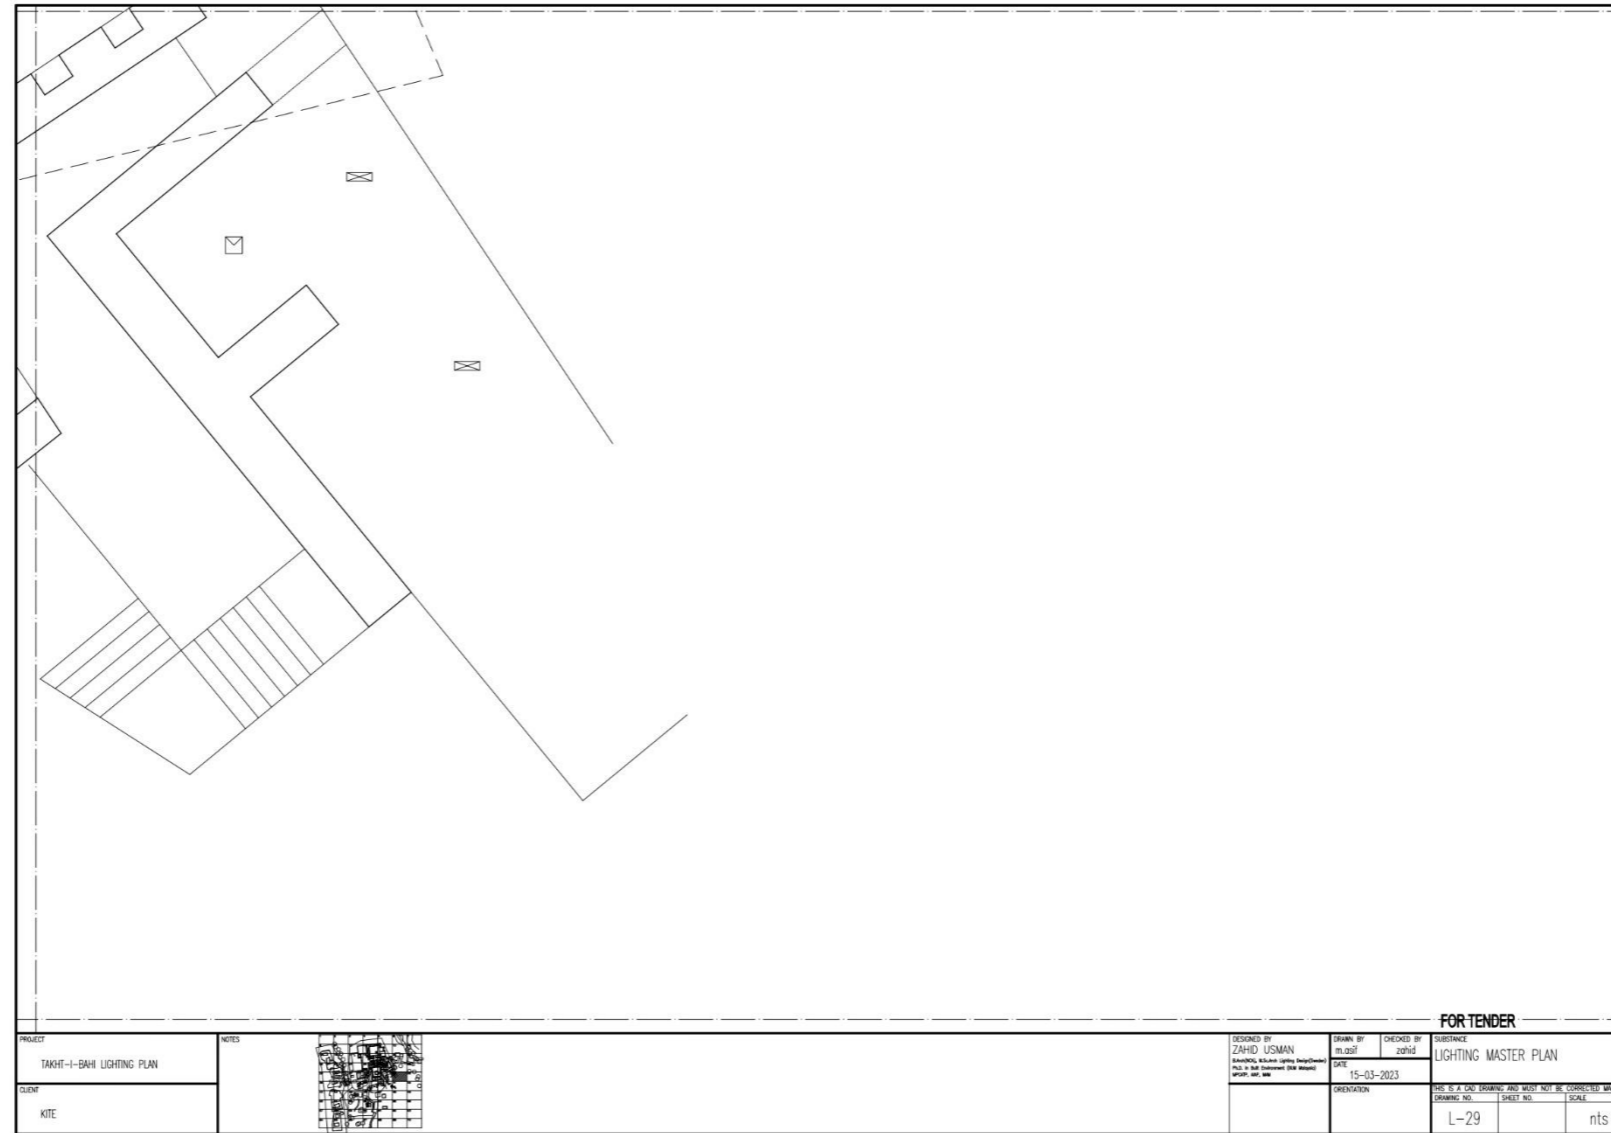 FOR TENDER
PROJECT
TAKHT-I-BAHI LIGHTING PLAN
CLIENT
KITE
NOTES
DESIGNED BY
ZAHID USMAN
DRAWN BY
m.asif
CHECKED BY
zahid
DATE
15-03-2023
ORIENTATION
SUBSTANCE
LIGHTING MASTER PLAN
THIS IS A CAD DRAWING AND MUST NOT BE CORRECTED
DRAWING NO.
L-29
SHEET NO.
SCALE
nts